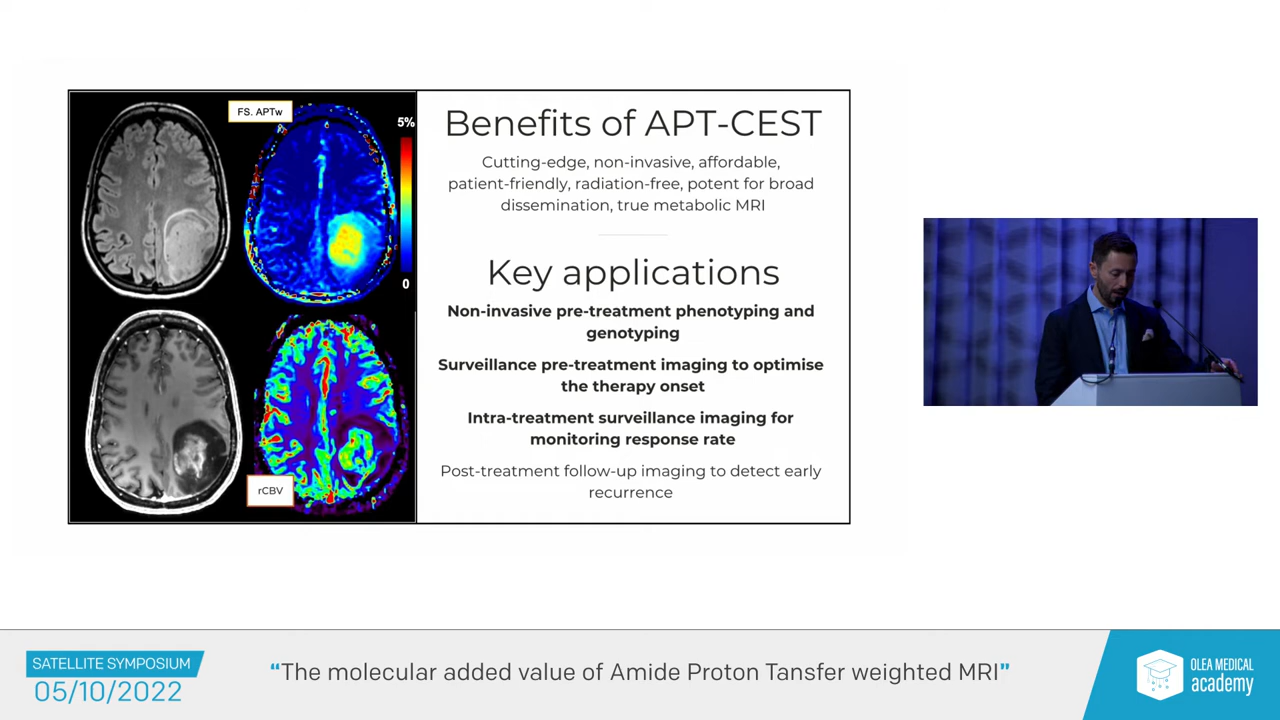 FS. APTw
5%
0
rCBV
Benefits of APT-CEST
Cutting-edge, non-invasive, affordable,
patient-friendly, radiation-free, potent for broad
dissemination, true metabolic MRI
Key applications
Non-invasive pre-treatment phenotyping and
genotyping
Surveillance pre-treatment imaging to optimise
the therapy onset
Intra-treatment surveillance imaging for
monitoring response rate
Post-treatment follow-up imaging to detect early
recurrence
SATELLITE SYMPOSIUM
05/10/2022
“The molecular added value of Amide Proton Tansfer weighted MRI”
OLEA MEDICAL
academy